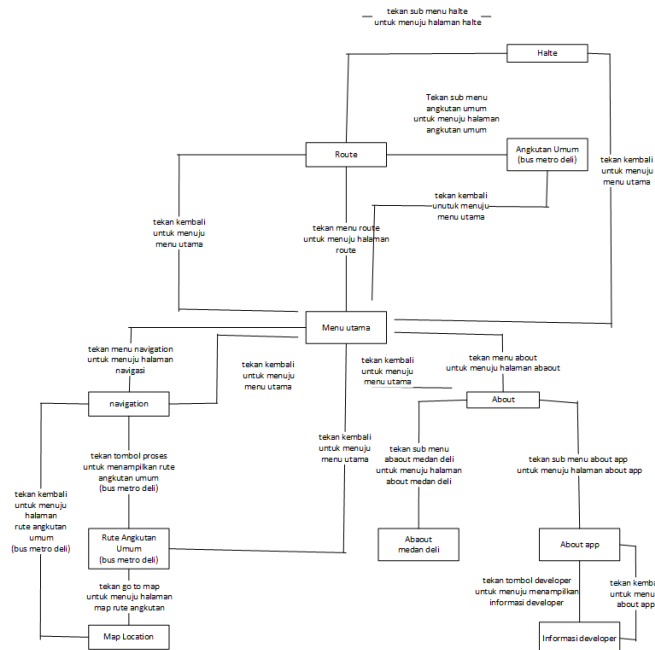 tekan sub menu halte
untuk menuju halaman halte
Halte
Tekan sub menu
angkutan umum
untuk menuju halaman
angkutan umum
Route
Angkutan Umum
(bus metro deli)
tekan kembali
untuk menuju
menu utama
tekan kembali
unutuk menuju
menu utama
tekan kembali
untuk menuju
menu utama
tekan menu route
untuk menuju halaman
route
Menu utama
tekan menu navigation
untuk menuju halaman
navigasi
tekan kembali
untuk menuju
menu utama
tekan kembali
untuk menuju
menu utama
tekan menu about
untuk menuju halaman abaout
navigation
About
tekan kembali
untuk menuju
menu utama
tekan tombol proses
untuk menampilkan rute
angkutan umum
(bus metro deli)
tekan sub menu
abaout medan deli
untuk menuju halaman
about medan deli
tekan sub menu about app
untuk menuju halaman about app
tekan kembali
untuk menuju
halaman
rute angkutan
umum
(bus metro deli)
Rute Angkutan
Umum
(bus metro deli)
Abaout
medan deli
About app
tekan go to map
untuk menuju halaman
map rute angkutan
tekan tombol developer
untuk menuju menampilkan
informasi developer
tekan kemb
untuk menu
about app
Map Location
Informasi developer